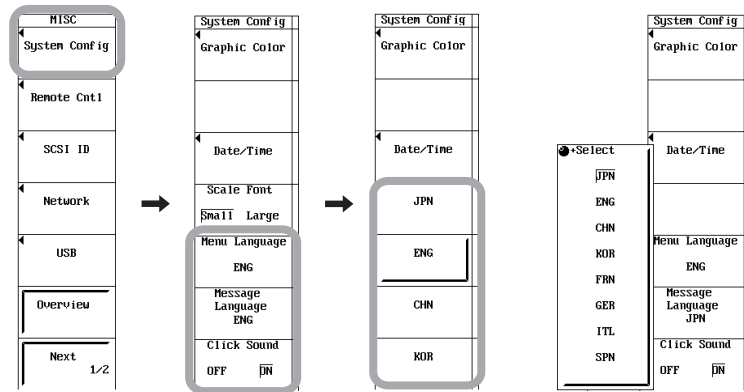 MISC
System Config
Remote Cntl
SCSI ID
Network
USB
Overview
Next
1/2
System Config
Graphic Color
Date/Time
Scale Font
Small Large
Menu Language
ENG
Message
Language
ENG
Click Sound
OFF ON
System Config
Graphic Color
Date/Time
JPN
ENG
CHN
KOR
+Select
JPN
ENG
CHN
KOR
FRN
GER
ITL
SPN
System Config
Graphic Color
Date/Time
Menu Language
ENG
Message
Language
JPN
Click Sound
OFF ON